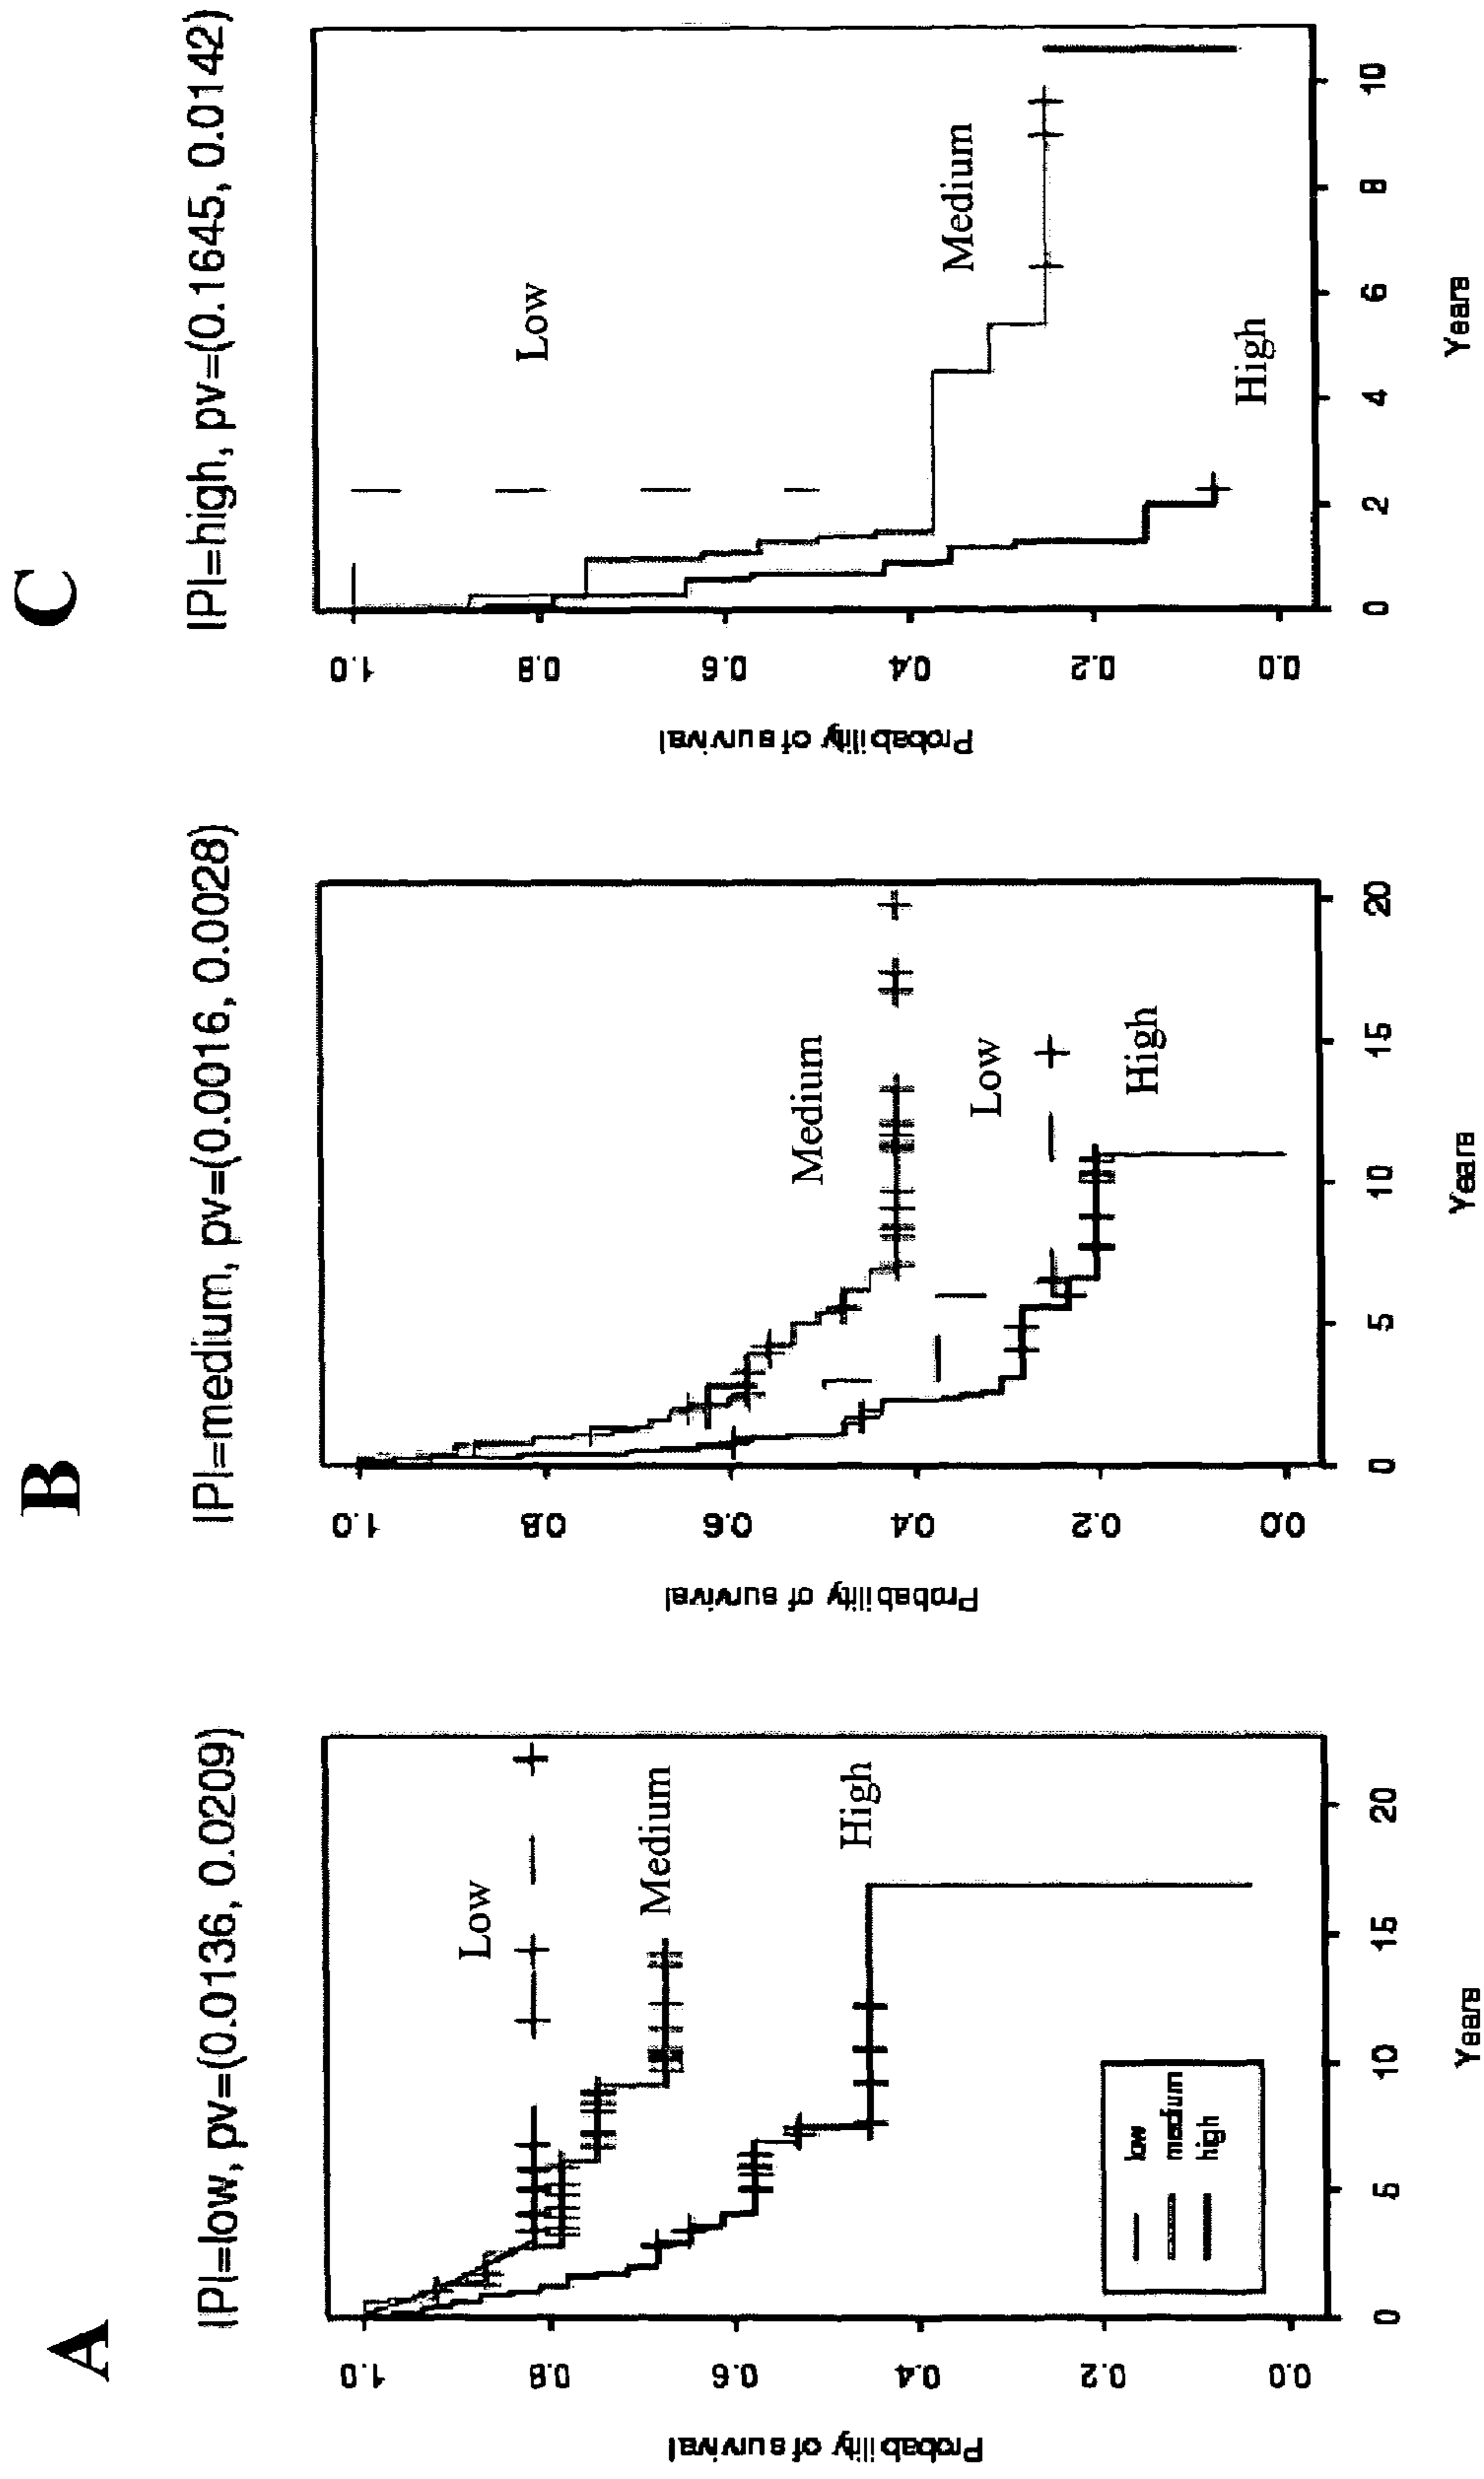 A
IPI=low, pv=(0.0136, 0.0209)
Probability of survival
1.0
0.8
0.6
0.4
0.2
0.0
Low
Medium
High
low
medium
high
0 5 10 15 20
Years
B
IPI=medium, pv=(0.0016, 0.0028)
Probability of survival
1.0
0.8
0.6
0.4
0.2
0.0
Medium
Low
High
0 5 10 15 20
Years
C
IPI=high, pv=(0.1645, 0.0142)
Probability of survival
1.0
0.8
0.6
0.4
0.2
0.0
Low
Medium
High
0 2 4 6 8 10
Years